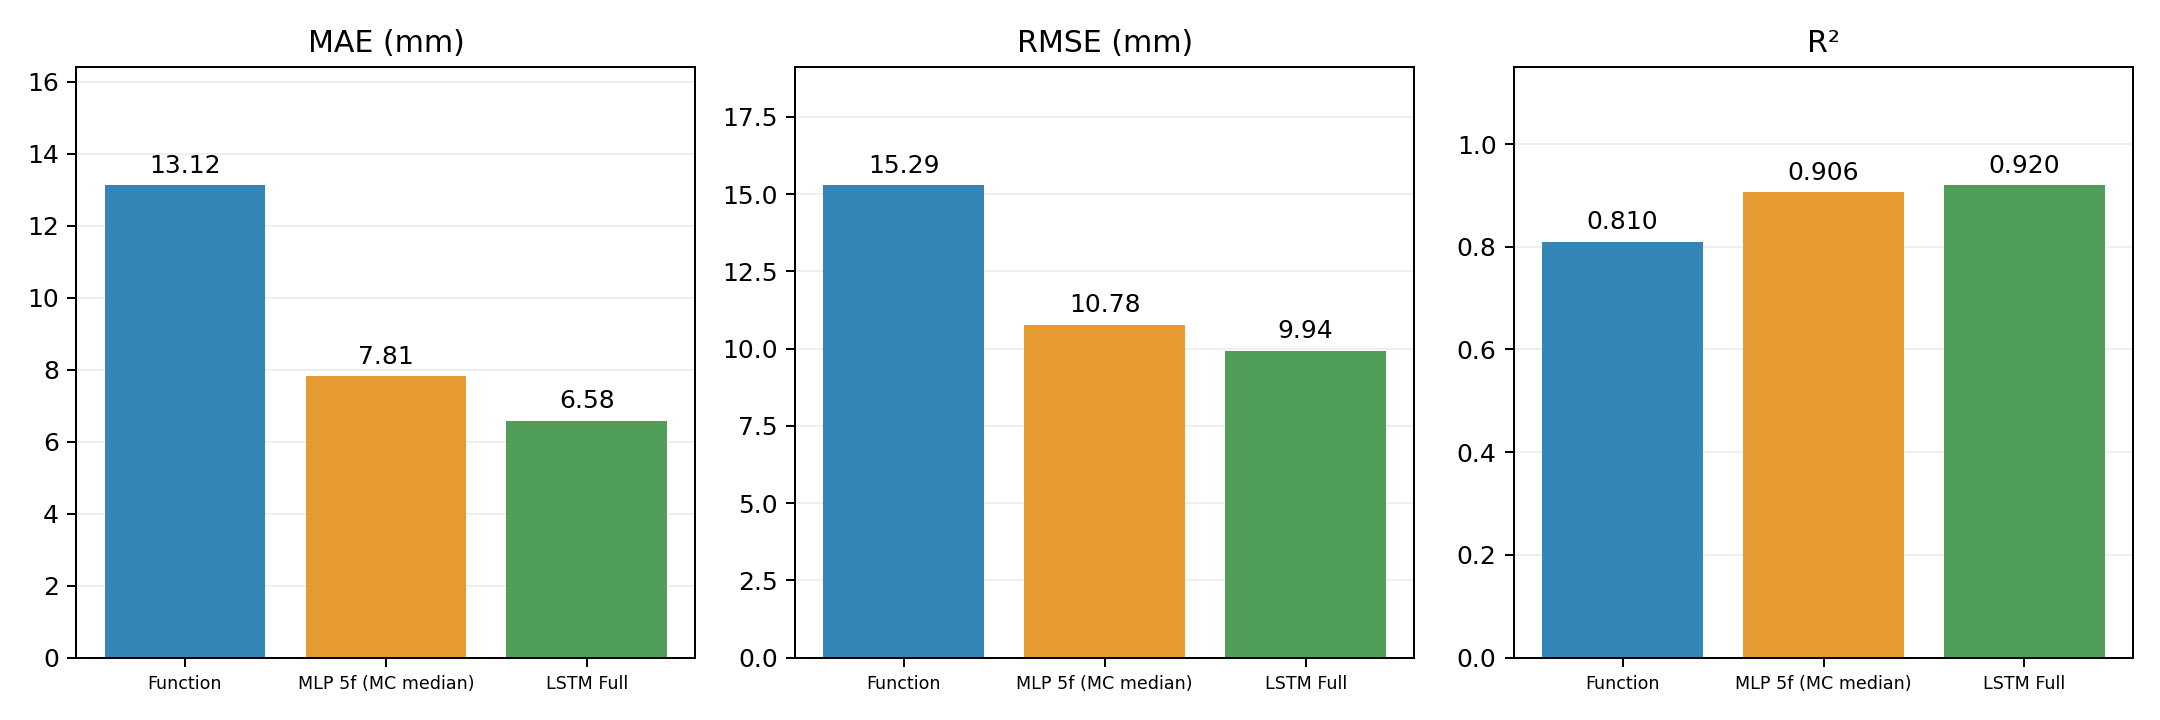 MAE (mm)
16
14
12
10
8
6
4
2
0
13.12
7.81
6.58
Function
MLP 5f (MC median)
LSTM Full
RMSE (mm)
17.5
15.0
12.5
10.0
7.5
5.0
2.5
0.0
15.29
10.78
9.94
Function
MLP 5f (MC median)
LSTM Full
R²
1.0
0.8
0.6
0.4
0.2
0.0
0.810
0.906
0.920
Function
MLP 5f (MC median)
LSTM Full